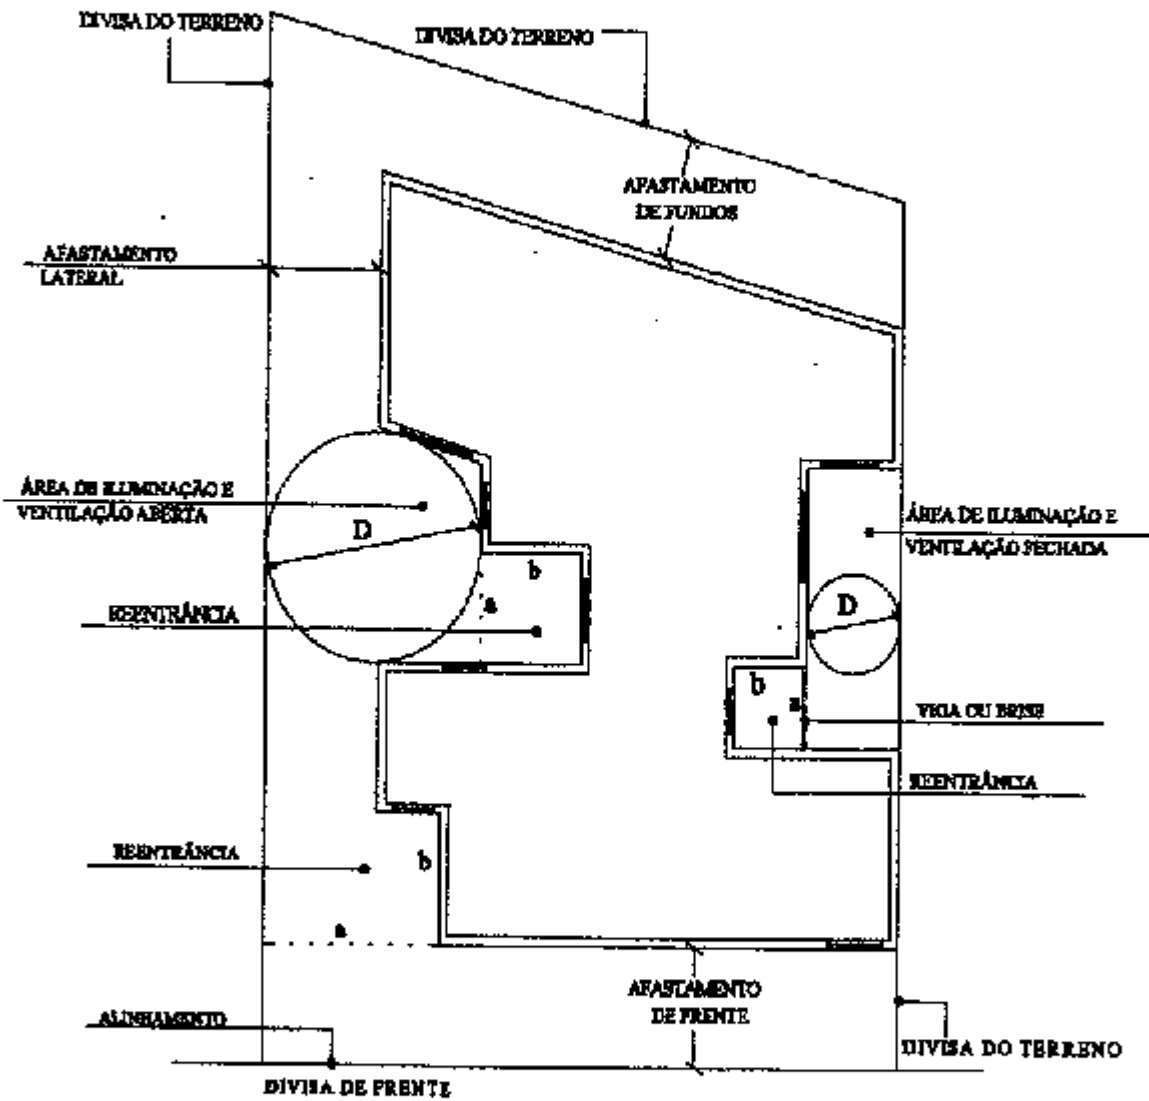 DIVISA DO TERRENO
DIVISA DO TERRENO
AFASTAMENTO
DE FUNDOS
AFASTAMENTO
LATERAL
ÁREA DE ILUMINAÇÃO E
VENTILAÇÃO ABERTA
D
b
a
REENTRÂNCIA
ÁREA DE ILUMINAÇÃO E
VENTILAÇÃO FECHADA
D
b
a
VIGA OU BRISE
REENTRÂNCIA
REENTRÂNCIA
b
a
AFASTAMENTO
DE FRENTE
ALINHAMENTO
DIVISA DO TERRENO
DIVISA DE FRENTE